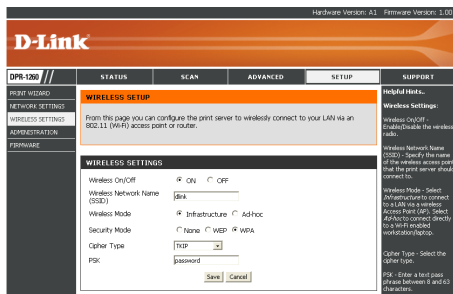 Hardware Version: A1 Firmware Version: 1.00
D-Link
DPR-1260
STATUS SCAN ADVANCED SETUP SUPPORT
PRINT WIZARD
NETWORK SETTINGS
WIRELESS SETTINGS
ADMINISTRATION
FIRMWARE
WIRELESS SETUP
From this page you can configure the print server to wirelessly connect to your LAN via an
802.11 (Wi-Fi) access point or router.
WIRELESS SETTINGS
Wireless On/Off ON OFF
Wireless Network Name
(SSID)
dlink
Wireless Mode Infrastructure Ad-hoc
Security Mode None WEP WPA
Cipher Type TKIP
PSK password
Save Cancel
Helpful Hints..
Wireless Settings:
Wireless On/Off -
Enable/Disable the wireless
radio.
Wireless Network Name
(SSID) - Specify the name
of the wireless access point
that the print server should
connect to.
Wireless Mode - Select
Infrastructure to connect
to a LAN via a wireless
Access Point (AP). Select
Ad-hoc to connect directly
to a Wi-Fi enabled
workstation/laptop.
Cipher Type - Select the
cipher type.
PSK - Enter a text pass
phrase between 8 and 63
characters.